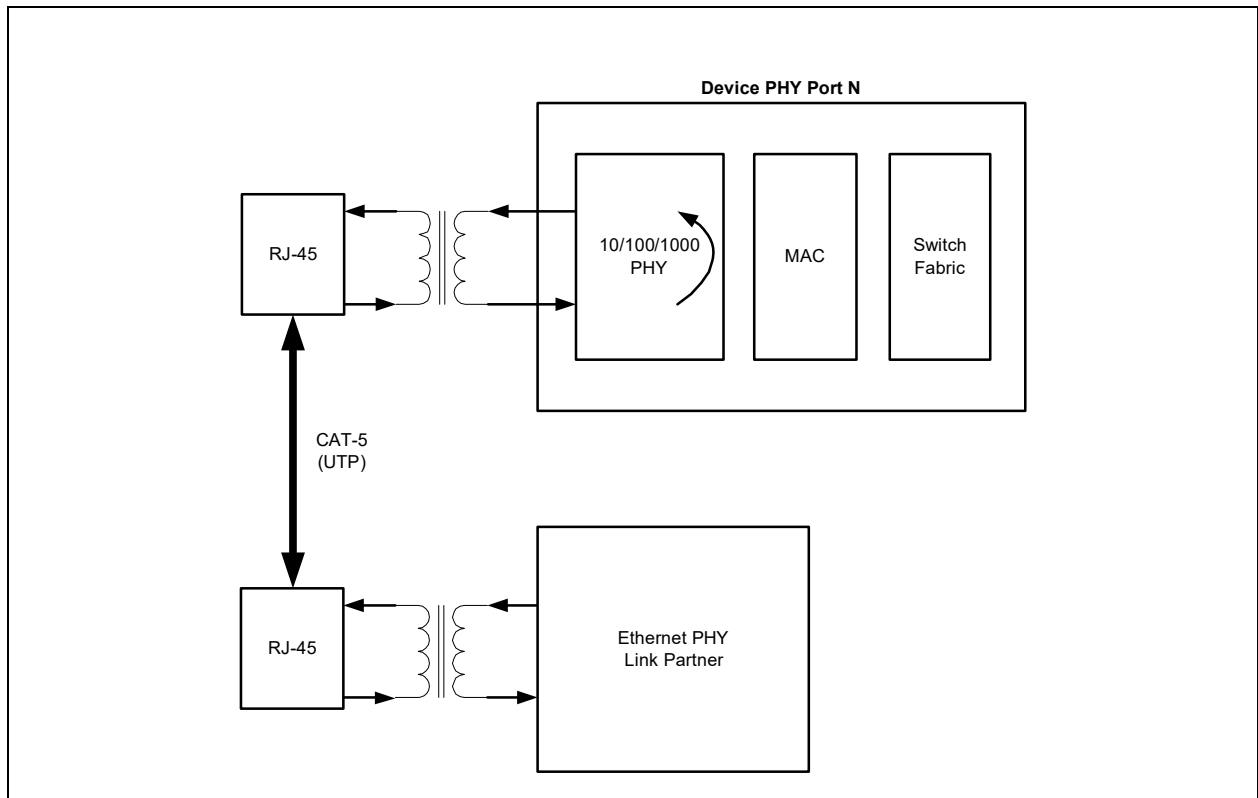 Device PHY Port N
RJ-45
10/100/1000
PHY
MAC
Switch
Fabric
CAT-5
(UTP)
RJ-45
Ethernet PHY
Link Partner